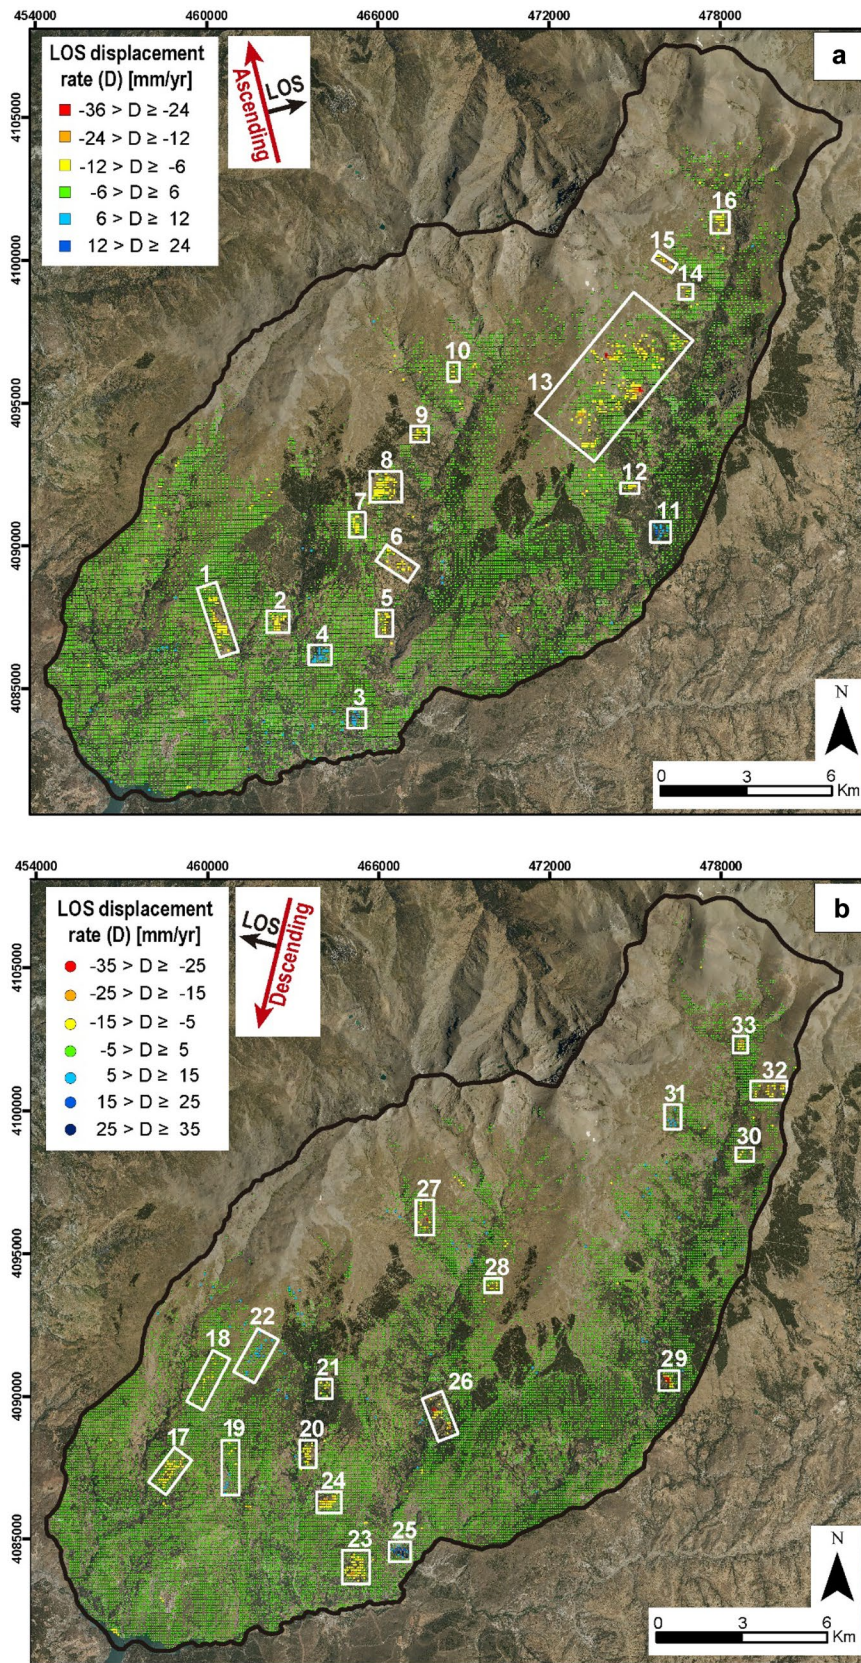 454000 460000 466000 472000 478000
a
LOS displacement
rate (D) [mm/yr]
-36 > D ≥ -24
-24 > D ≥ -12
-12 > D ≥ -6
-6 > D ≥ 6
6 > D ≥ 12
12 > D ≥ 24
Ascending
LOS
4105000
4100000
4095000
4090000
4085000
16
15
14
10
13
9
8
12
7
11
6
1
2
5
4
3
N
0 3 6
Km
454000 460000 466000 472000 478000
b
LOS displacement
rate (D) [mm/yr]
-35 > D ≥ -25
-25 > D ≥ -15
-15 > D ≥ -5
-5 > D ≥ 5
5 > D ≥ 15
15 > D ≥ 25
25 > D ≥ 35
LOS
Descending
4105000
4100000
4095000
4090000
4085000
33
32
31
30
27
28
22
18
21
29
26
17
19
20
24
23
25
N
0 3 6
Km